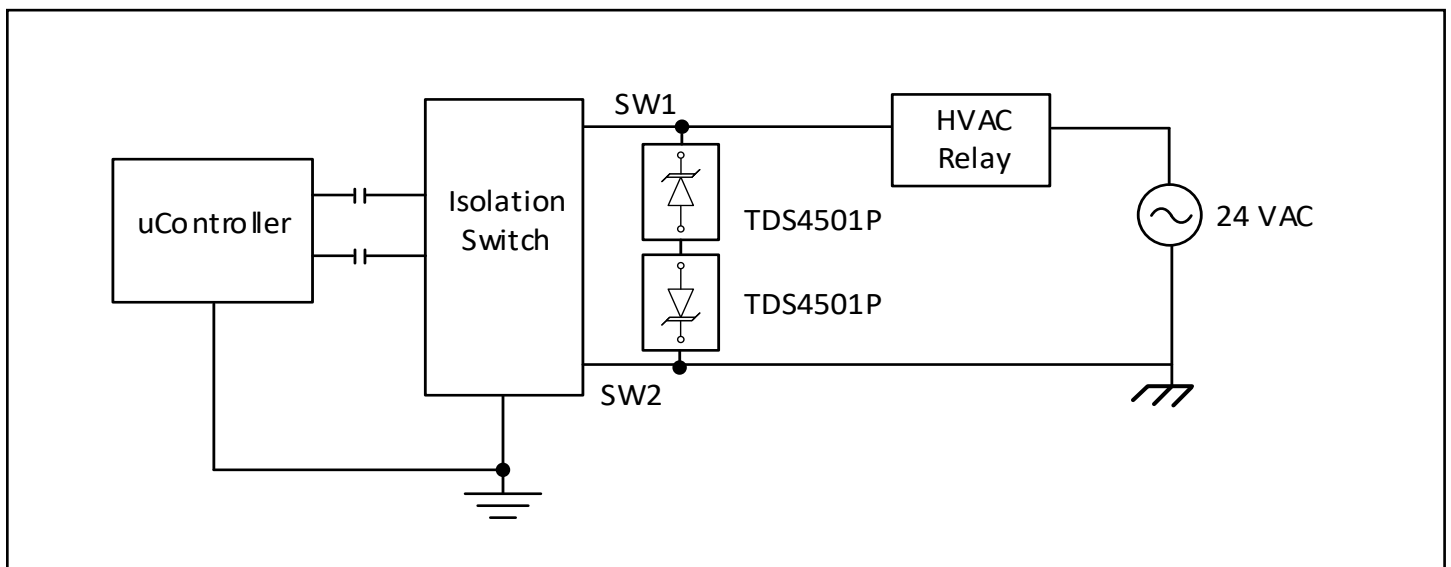 SW1
HVAC
Relay
uController
Isolation
Switch
TDS4501P
24 VAC
TDS4501P
SW2